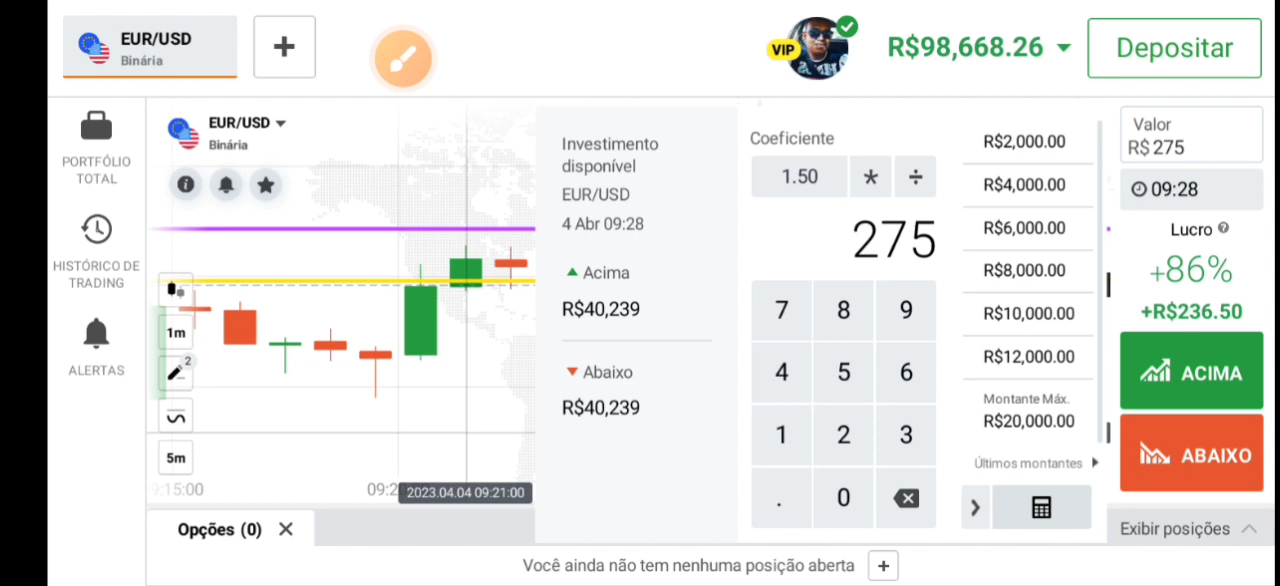 EUR/USD
Binária
+
VIP
R$98,668.26
Depositar
PORTFÓLIO
TOTAL
HISTÓRICO DE
TRADING
ALERTAS
EUR/USD
Binária
1m
2
5m
9:15:00
09:2
2023.04.04 09:21:00
Investimento
disponível
EUR/USD
4 Abr 09:28
Acima
R$40,239
Abaixo
R$40,239
Coeficiente
1.50 * ÷
275
7 8 9
4 5 6
1 2 3
. 0
R$2,000.00
R$4,000.00
R$6,000.00
R$8,000.00
R$10,000.00
R$12,000.00
Montante Máx.
R$20,000.00
Últimos montantes
Valor
R$ 275
09:28
Lucro
+86%
+R$236.50
ACIMA
ABAIXO
Exibir posições
Opções (0)
Você ainda não tem nenhuma posição aberta +